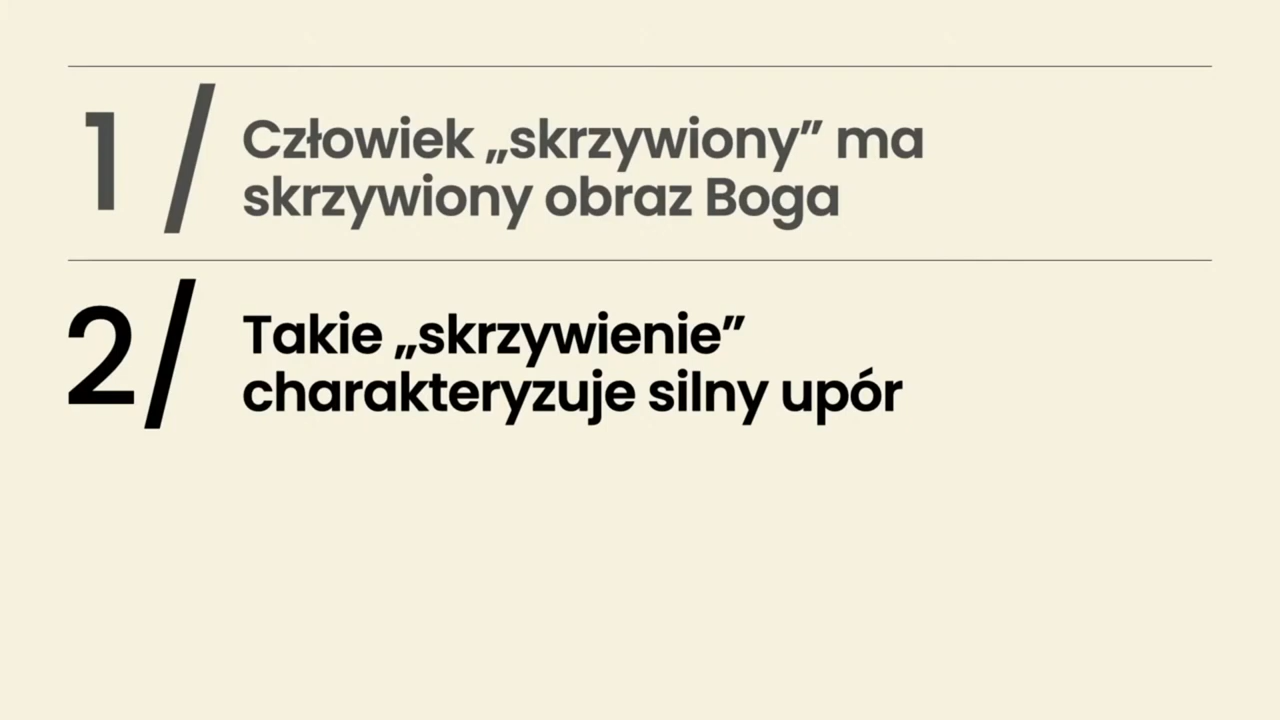 1/ Człowiek „skrzywiony” ma
skrzywiony obraz Boga
2/ Takie „skrzywienie”
charakteryzuje silny upór